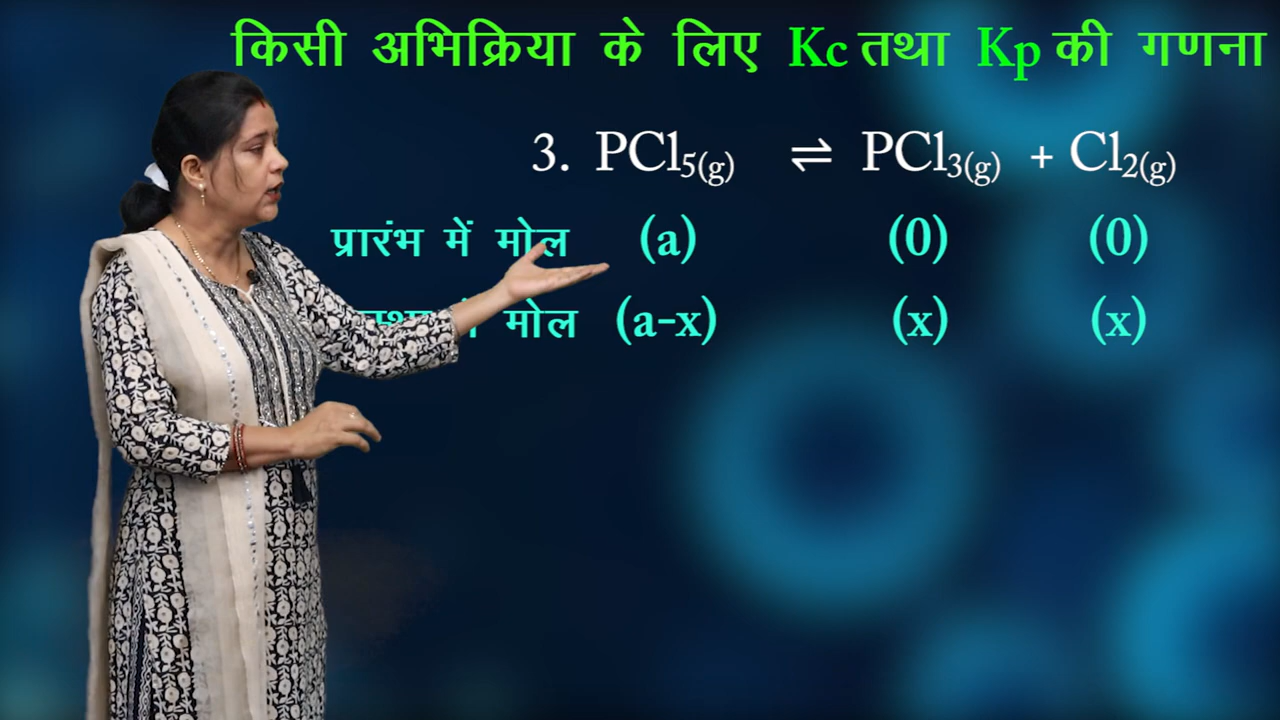 किसी अभिक्रिया के लिए Kc तथा Kp की गणना
3. PCl₅(g) ⇌ PCl₃(g) + Cl₂(g)
प्रारंभ में मोल (a) (0) (0)
मोल (a-x) (x) (x)